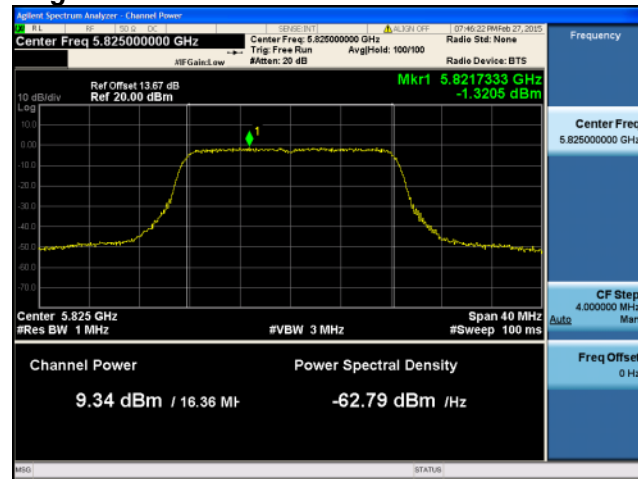 Agilent Spectrum Analyzer - Channel Power
RL RF 50 Ω DC SENSE:INT ALIGN OFF 07:46:22 PM Feb 27, 2015
Center Freq 5.825000000 GHz Center Freq: 5.825000000 GHz Radio Std: None Frequency
Trig: Free Run Avg|Hold: 100/100
#IFGain:Low #Atten: 20 dB Radio Device: BTS
Mkr1 5.8217333 GHz
Ref Offset 13.67 dB
10 dB/div Ref 20.00 dBm -1.3205 dBm
Log
10.0
Center Freq
1
5.825000000 GHz
0.00
-10.0
-20.0
-30.0
-40.0
-50.0
-60.0
-70.0
CF Step
4.000000 MHz
Center 5.825 GHz Span 40 MHz
Auto Man
#Res BW 1 MHz #VBW 3 MHz #Sweep 100 ms
Channel Power Power Spectral Density
Freq Offset
0 Hz
9.34 dBm / 16.36 MH -62.79 dBm /Hz
MSG STATUS